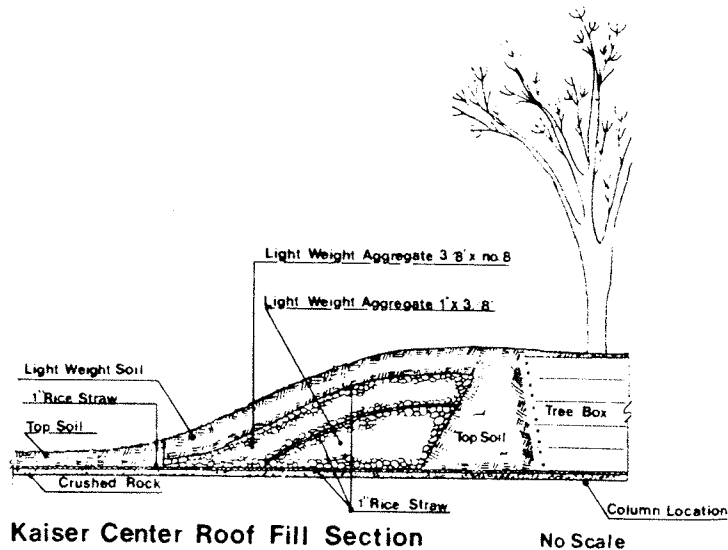 Light Weight Aggregate 3/8" x no.8
Light Weight Aggregate 1" x 3/8"
Light Weight Soil
1" Rice Straw
Top Soil
Tree Box
Top Soil
Crushed Rock
1" Rice Straw
Column Location
Kaiser Center Roof Fill Section
No Scale